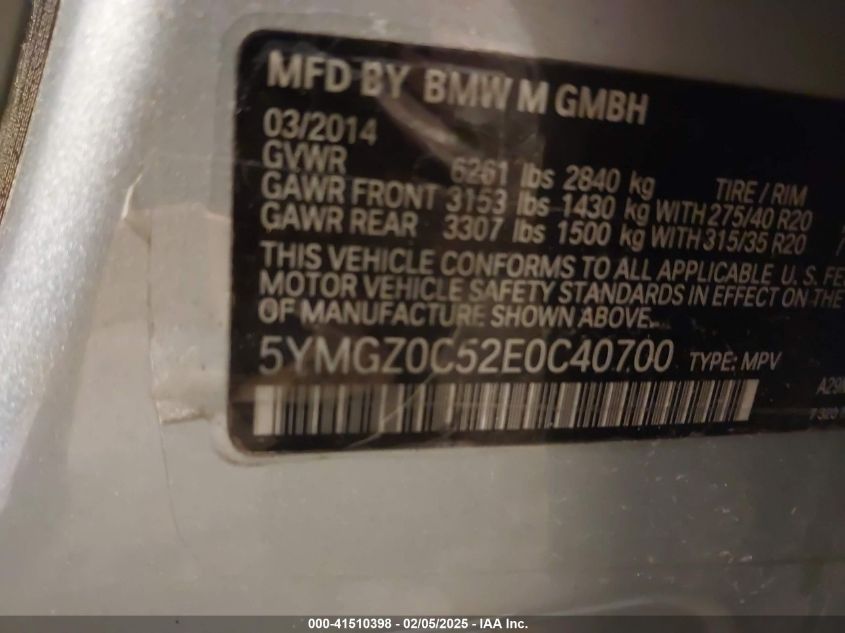 MFD BY BMW M GMBH
03/2014
GVWR 6261 lbs 2840 kg TIRE / RIM
GAWR FRONT 3153 lbs 1430 kg WITH 275/40 R20
GAWR REAR 3307 lbs 1500 kg WITH 315/35 R20
THIS VEHICLE CONFORMS TO ALL APPLICABLE U. S. FE
MOTOR VEHICLE SAFETY STANDARDS IN EFFECT ON THE
OF MANUFACTURE SHOWN ABOVE.
5YMGZ0C52E0C40700 TYPE: MPV
000-41510398 - 02/05/2025 - IAA Inc.